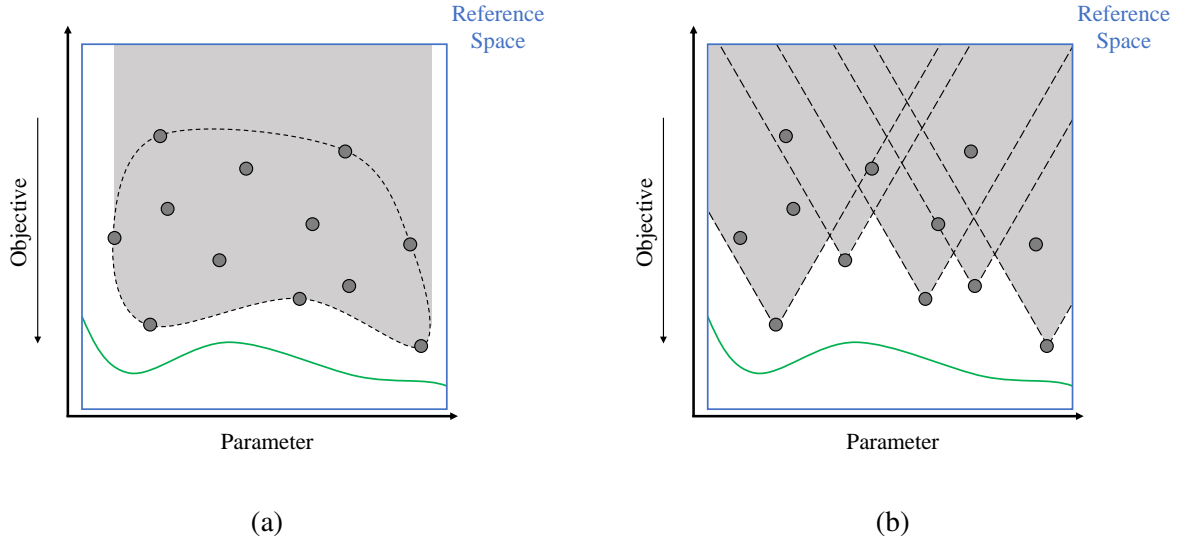 Reference
Space
Objective
Parameter
(a)
Reference
Space
Objective
Parameter
(b)